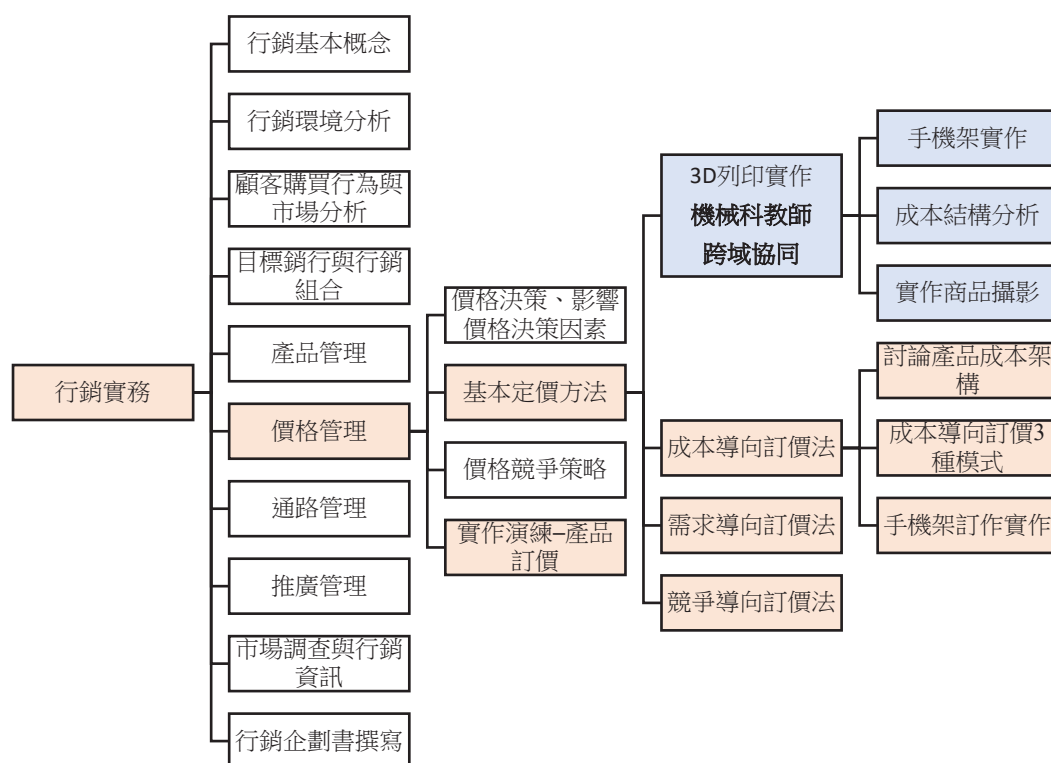 行銷實務
行銷基本概念
行銷環境分析
顧客購買行為與
市場分析
目標銷行與行銷
組合
產品管理
價格管理
通路管理
推廣管理
市場調查與行銷
資訊
行銷企劃書撰寫
價格決策、影響
價格決策因素
基本定價方法
價格競爭策略
實作演練–產品
訂價
3D列印實作
機械科教師
跨域協同
成本導向訂價法
需求導向訂價法
競爭導向訂價法
手機架實作
成本結構分析
實作商品攝影
討論產品成本架
構
成本導向訂價3
種模式
手機架訂作實作